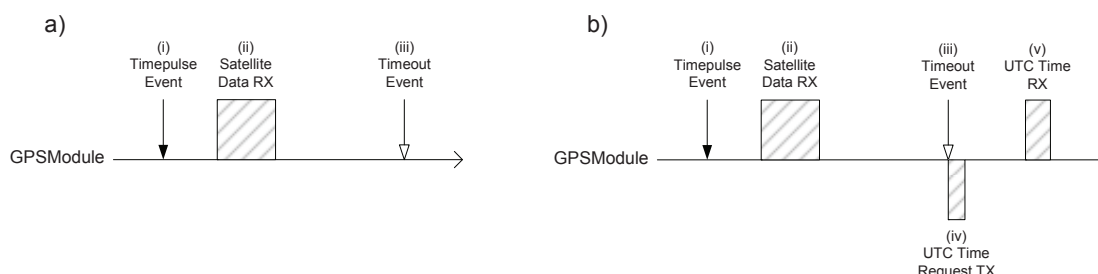 a)
(i)
Timepulse
Event
(ii)
Satellite
Data RX
(iii)
Timeout
Event
GPSModule
b)
(i)
Timepulse
Event
(ii)
Satellite
Data RX
(iii)
Timeout
Event
(v)
UTC Time
RX
GPSModule
(iv)
UTC Time
Request TX